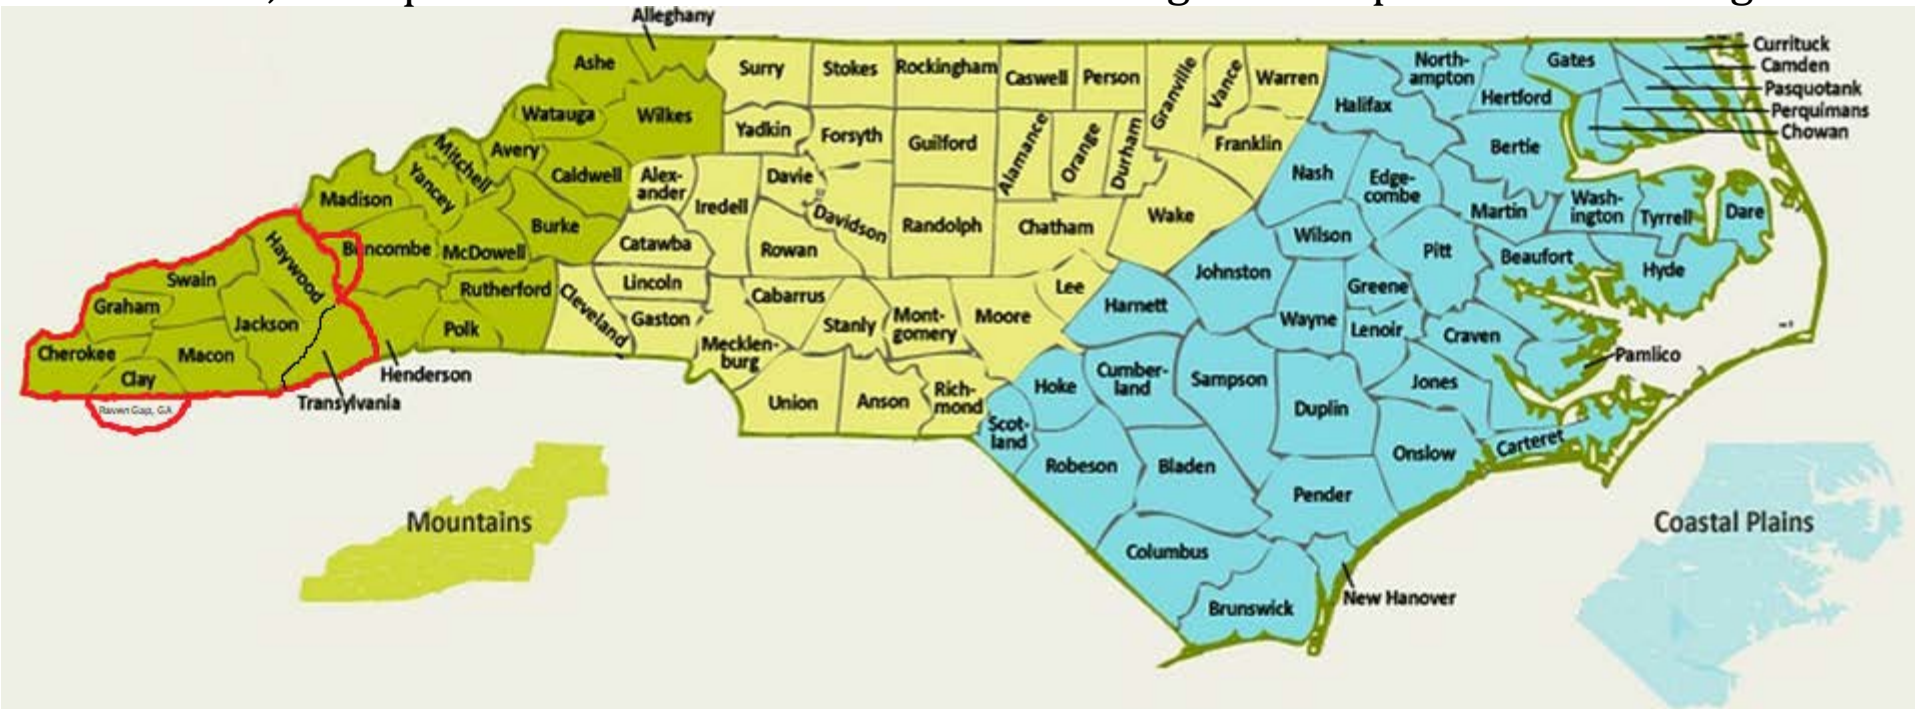 Alleghany
Ashe
Watauga
Wilkes
Mitchell
Avery
Yancey
Caldwell
Madison
Burke
Buncombe
McDowell
Haywood
Swain
Graham
Jackson
Cherokee
Macon
Clay
Raven Gap, GA
Transylvania
Henderson
Polk
Rutherford
Surry
Stokes
Rockingham
Caswell
Person
Granville
Vance
Warren
Yadkin
Forsyth
Guilford
Alamance
Orange
Durham
Franklin
Alex-
ander
Iredell
Davie
Davidson
Randolph
Chatham
Wake
Catawba
Rowan
Lincoln
Cleveland
Gaston
Cabarrus
Mecklen-
burg
Stanly
Mont-
gomery
Moore
Lee
Union
Anson
Rich-
mond
North-
ampton
Gates
Currituck
Camden
Pasquotank
Perquimans
Chowan
Halifax
Hertford
Bertie
Nash
Edge-
combe
Martin
Wash-
ington
Tyrrell
Dare
Wilson
Pitt
Beaufort
Hyde
Johnston
Greene
Harnett
Wayne
Lenoir
Craven
Pamlico
Hoke
Cumber-
land
Sampson
Duplin
Jones
Scot-
land
Robeson
Bladen
Onslow
Carteret
Pender
Columbus
Brunswick
New Hanover
Mountains
Coastal Plains